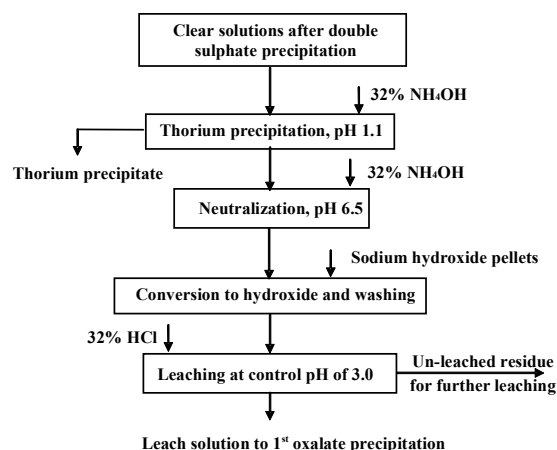 Clear solutions after double
sulphate precipitation
32% NH₄OH
Thorium precipitation, pH 1.1
Thorium precipitate
32% NH₄OH
Neutralization, pH 6.5
Sodium hydroxide pellets
Conversion to hydroxide and washing
32% HCl
Leaching at control pH of 3.0
Un-leached residue
for further leaching
Leach solution to 1ˢᵗ oxalate precipitation